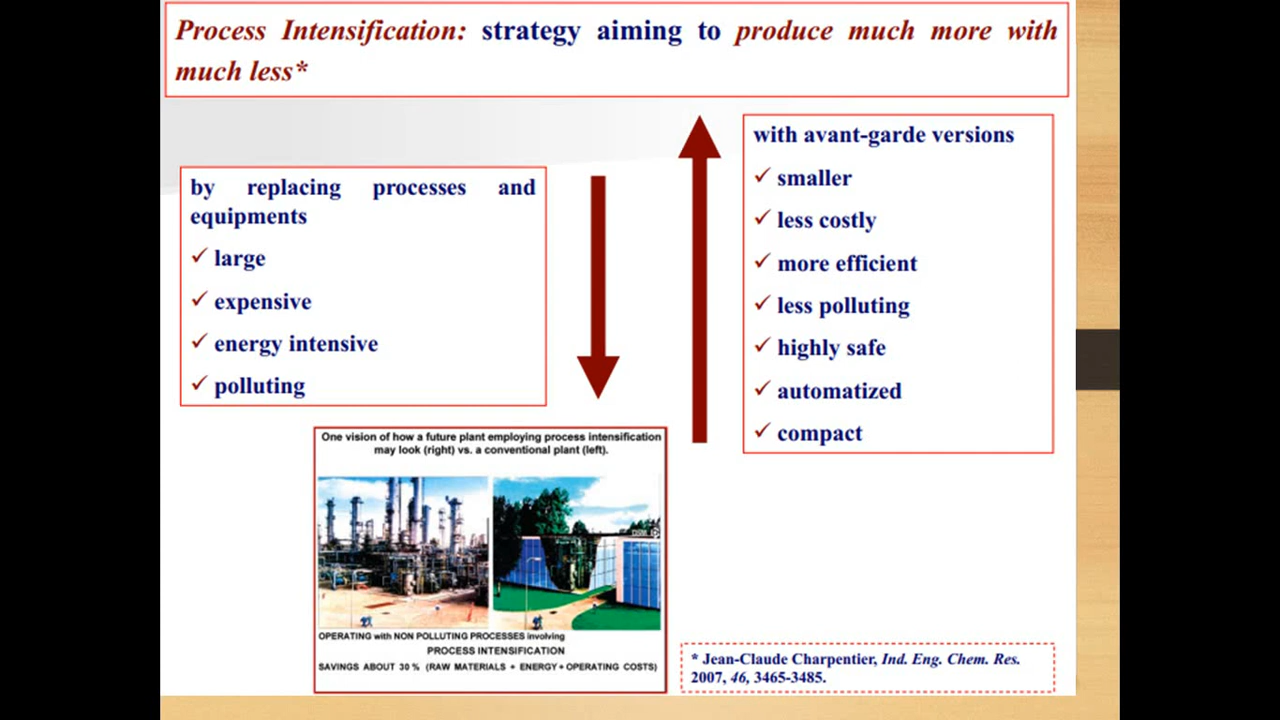 Process Intensification: strategy aiming to produce much more with
much less*
by replacing processes and
equipments
✓ large
✓ expensive
✓ energy intensive
✓ polluting
with avant-garde versions
✓ smaller
✓ less costly
✓ more efficient
✓ less polluting
✓ highly safe
✓ automatized
✓ compact
One vision of how a future plant employing process intensification
may look (right) vs. a conventional plant (left).
DSM
OPERATING with NON POLLUTING PROCESSES involving
PROCESS INTENSIFICATION
SAVINGS ABOUT 30 % (RAW MATERIALS + ENERGY + OPERATING COSTS)
* Jean-Claude Charpentier, Ind. Eng. Chem. Res.
2007, 46, 3465-3485.